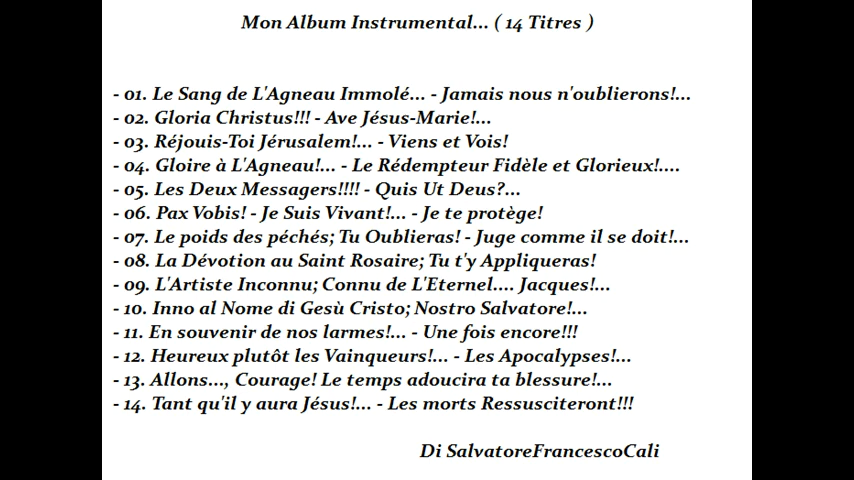 Mon Album Instrumental... ( 14 Titres )
- 01. Le Sang de L'Agneau Immolé... - Jamais nous n'oublierons!...
- 02. Gloria Christus!!! - Ave Jésus-Marie!...
- 03. Réjouis-Toi Jérusalem!... - Viens et Vois!
- 04. Gloire à L'Agneau!... - Le Rédempteur Fidèle et Glorieux!....
- 05. Les Deux Messagers!!!! - Quis Ut Deus?...
- 06. Pax Vobis! - Je Suis Vivant!... - Je te protège!
- 07. Le poids des péchés; Tu Oublieras! - Juge comme il se doit!...
- 08. La Dévotion au Saint Rosaire; Tu t'y Appliqueras!
- 09. L'Artiste Inconnu; Connu de L'Eternel.... Jacques!...
- 10. Inno al Nome di Gesù Cristo; Nostro Salvatore!...
- 11. En souvenir de nos larmes!... - Une fois encore!!!
- 12. Heureux plutôt les Vainqueurs!... - Les Apocalypses!...
- 13. Allons..., Courage! Le temps adoucira ta blessure!...
- 14. Tant qu'il y aura Jésus!... - Les morts Ressusciteront!!!
Di SalvatoreFrancescoCali